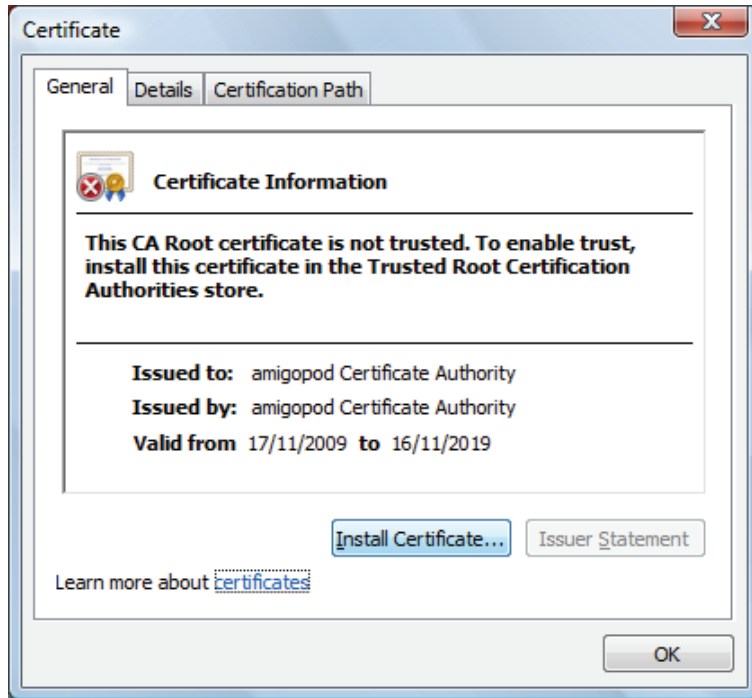 Certificate
General Details Certification Path
Certificate Information
This CA Root certificate is not trusted. To enable trust,
install this certificate in the Trusted Root Certification
Authorities store.
Issued to: amigopod Certificate Authority
Issued by: amigopod Certificate Authority
Valid from 17/11/2009 to 16/11/2019
Install Certificate... Issuer Statement
Learn more about certificates
OK